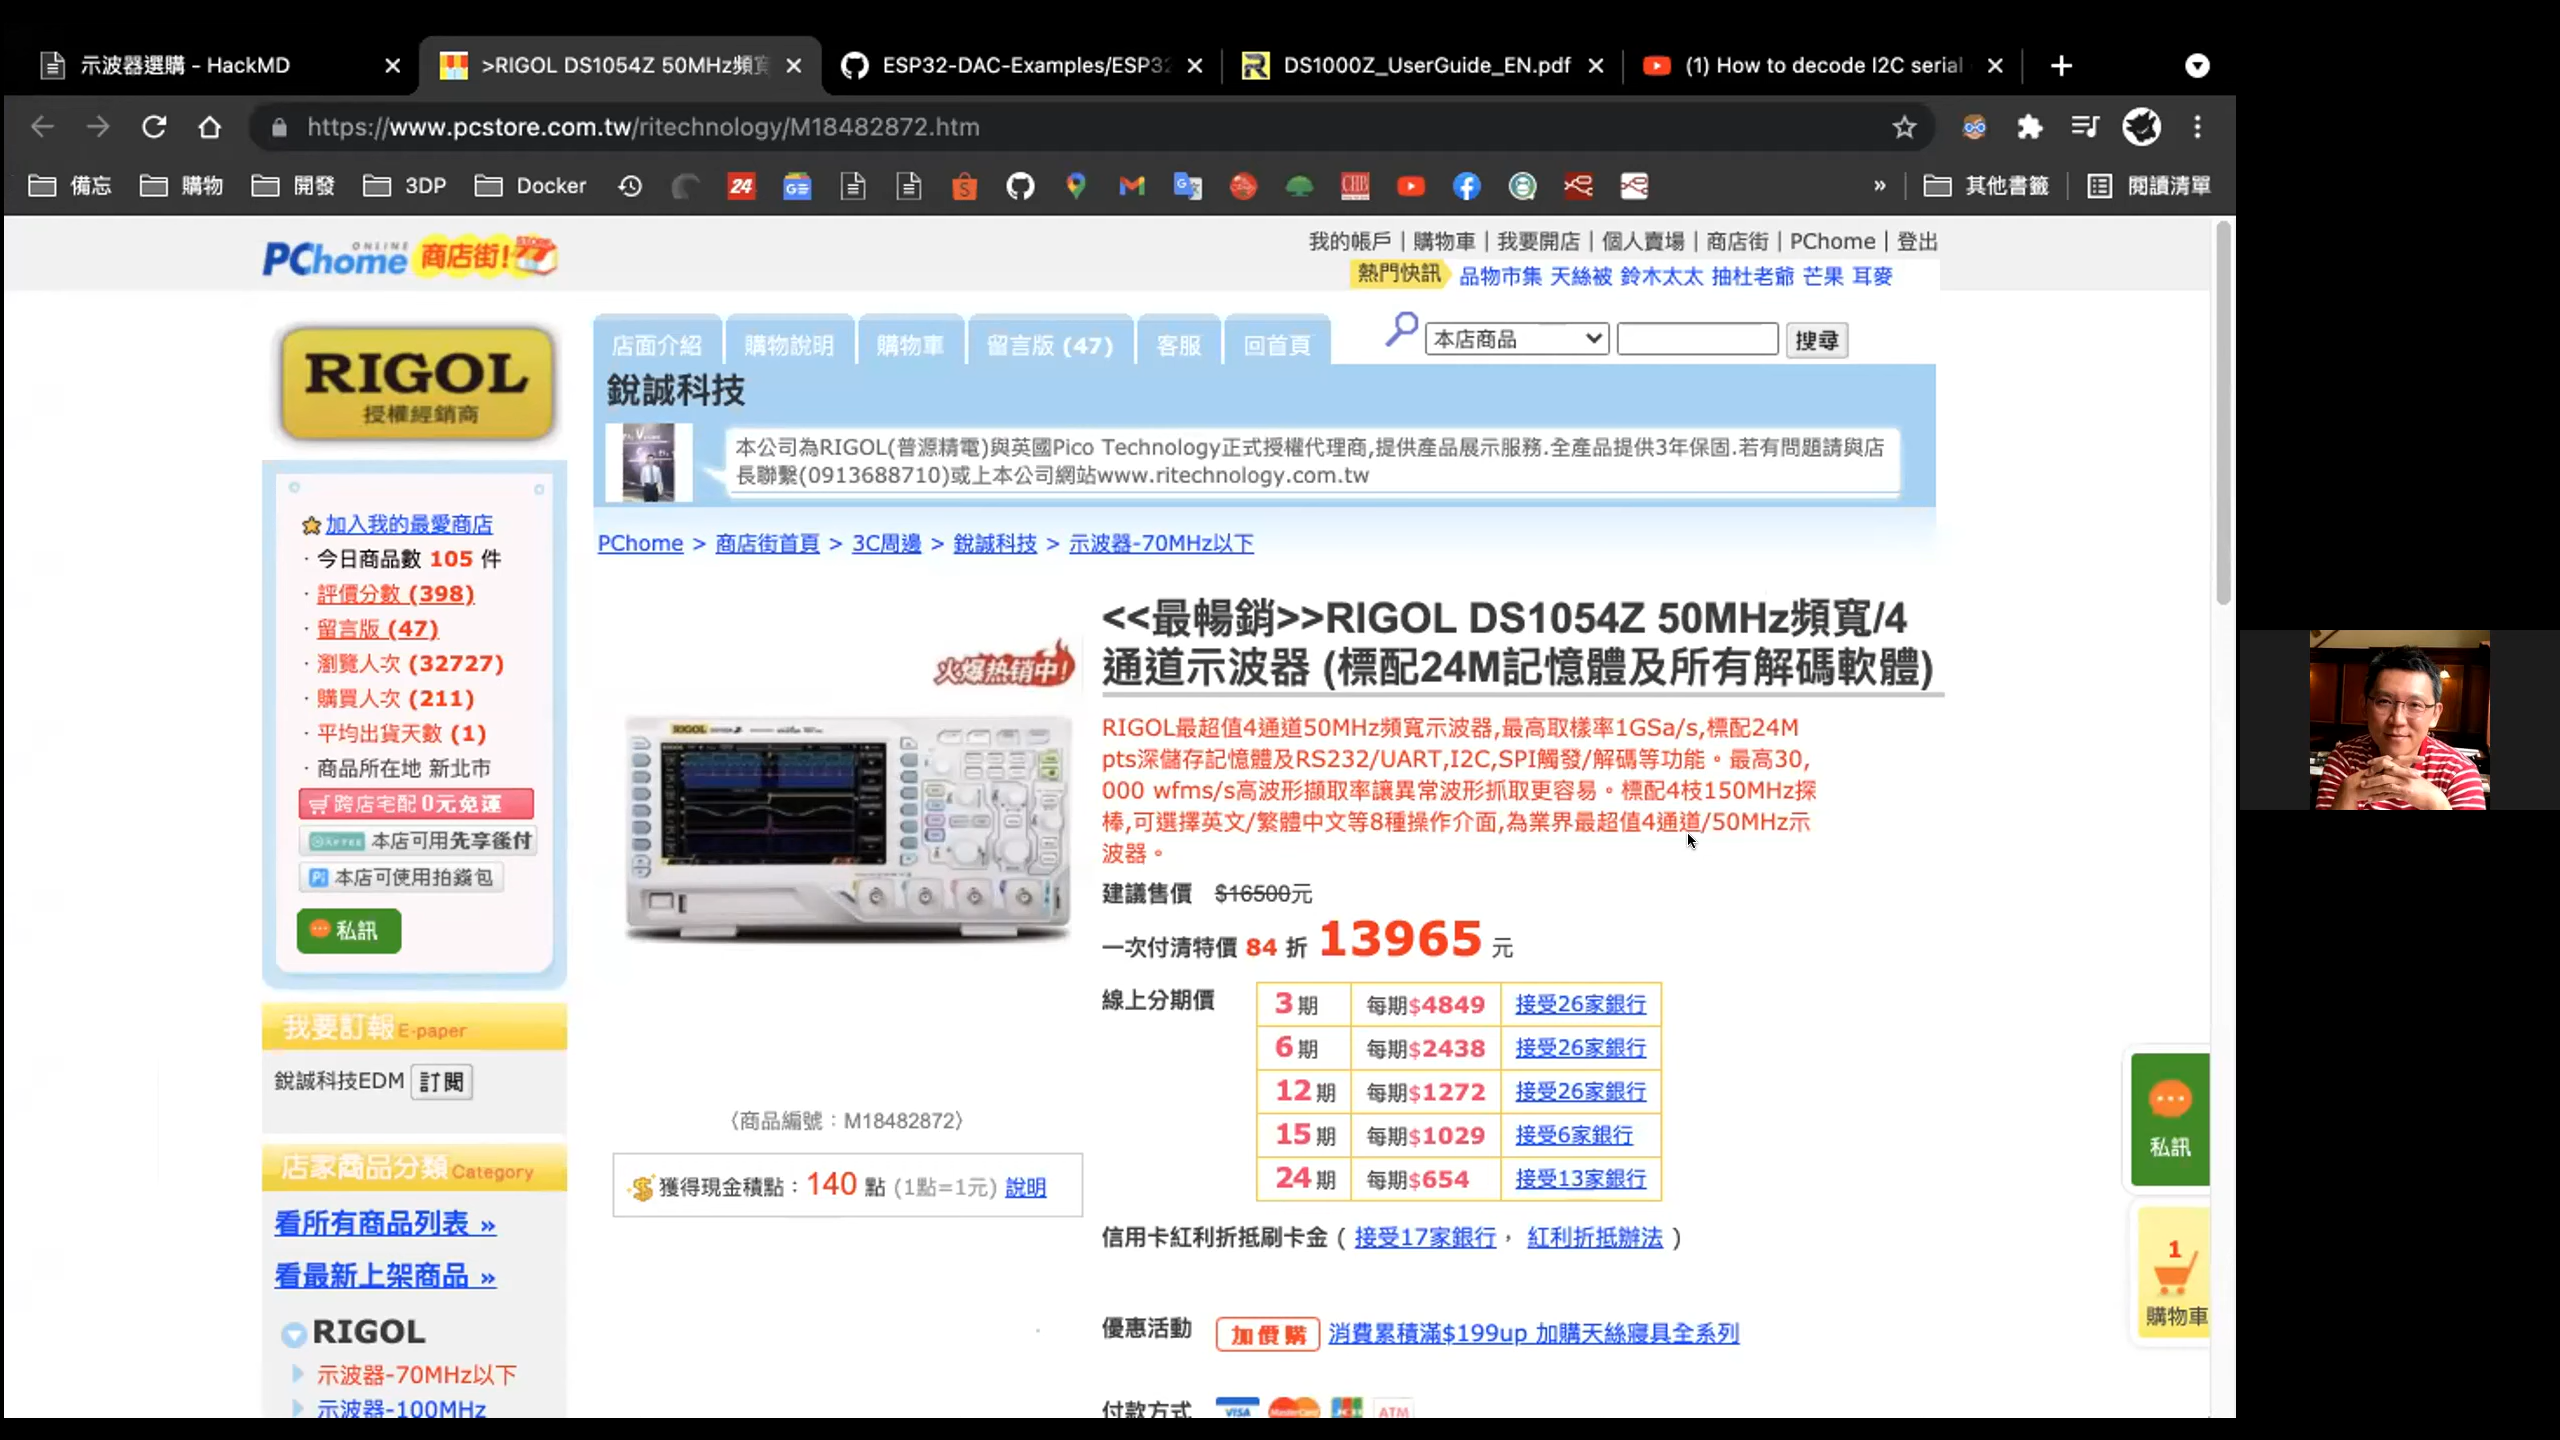 示波器選購 - HackMD
>RIGOL DS1054Z 50MHz頻寬
ESP32-DAC-Examples/ESP32
DS1000Z_UserGuide_EN.pdf
(1) How to decode I2C serial
https://www.pcstore.com.tw/ritechnology/M18482872.htm
備忘
購物
開發
3DP
Docker
24
»
其他書籤
閱讀清單
PChome ONLINE 商店街! STORE
我的帳戶 | 購物車 | 我要開店 | 個人賣場 | 商店街 | PChome | 登出
熱門快訊 品物市集 天絲被 鈴木太太 抽杜老爺 芒果 耳麥
RIGOL
授權經銷商
店面介紹
購物說明
購物車
留言版 (47)
客服
回首頁
本店商品
搜尋
銳誠科技
本公司為RIGOL(普源精電)與英國Pico Technology正式授權代理商,提供產品展示服務.全產品提供3年保固.若有問題請與店
長聯繫(0913688710)或上本公司網站www.ritechnology.com.tw
加入我的最愛商店
· 今日商品數 105 件
· 評價分數 (398)
· 留言版 (47)
· 瀏覽人次 (32727)
· 購買人次 (211)
· 平均出貨天數 (1)
· 商品所在地 新北市
跨店宅配0元免運
本店可用先享後付
Pi 本店可使用拍錢包
私訊
我要訂報 E-paper
銳誠科技EDM 訂閱
店家商品分類 Category
看所有商品列表 »
看最新上架商品 »
RIGOL
示波器-70MHz以下
示波器-100MHz
PChome > 商店街首頁 > 3C周邊 > 銳誠科技 > 示波器-70MHz以下
火爆热销中!
RIGOL
〈商品編號：M18482872〉
獲得現金積點：140 點 (1點=1元) 說明
<<最暢銷>>RIGOL DS1054Z 50MHz頻寬/4
通道示波器 (標配24M記憶體及所有解碼軟體)
RIGOL最超值4通道50MHz頻寬示波器,最高取樣率1GSa/s,標配24M
pts深儲存記憶體及RS232/UART,I2C,SPI觸發/解碼等功能。最高30,
000 wfms/s高波形擷取率讓異常波形抓取更容易。標配4枝150MHz探
棒,可選擇英文/繁體中文等8種操作介面,為業界最超值4通道/50MHz示
波器。
建議售價 $16500元
一次付清特價 84 折 13965 元
線上分期價
3 期 每期$4849 接受26家銀行
6 期 每期$2438 接受26家銀行
12 期 每期$1272 接受26家銀行
15 期 每期$1029 接受6家銀行
24 期 每期$654 接受13家銀行
信用卡紅利折抵刷卡金 ( 接受17家銀行， 紅利折抵辦法 )
優惠活動 加價購 消費累積滿$199up 加購天絲寢具全系列
付款方式 VISA MasterCard JCB ATM
私訊
1
購物車